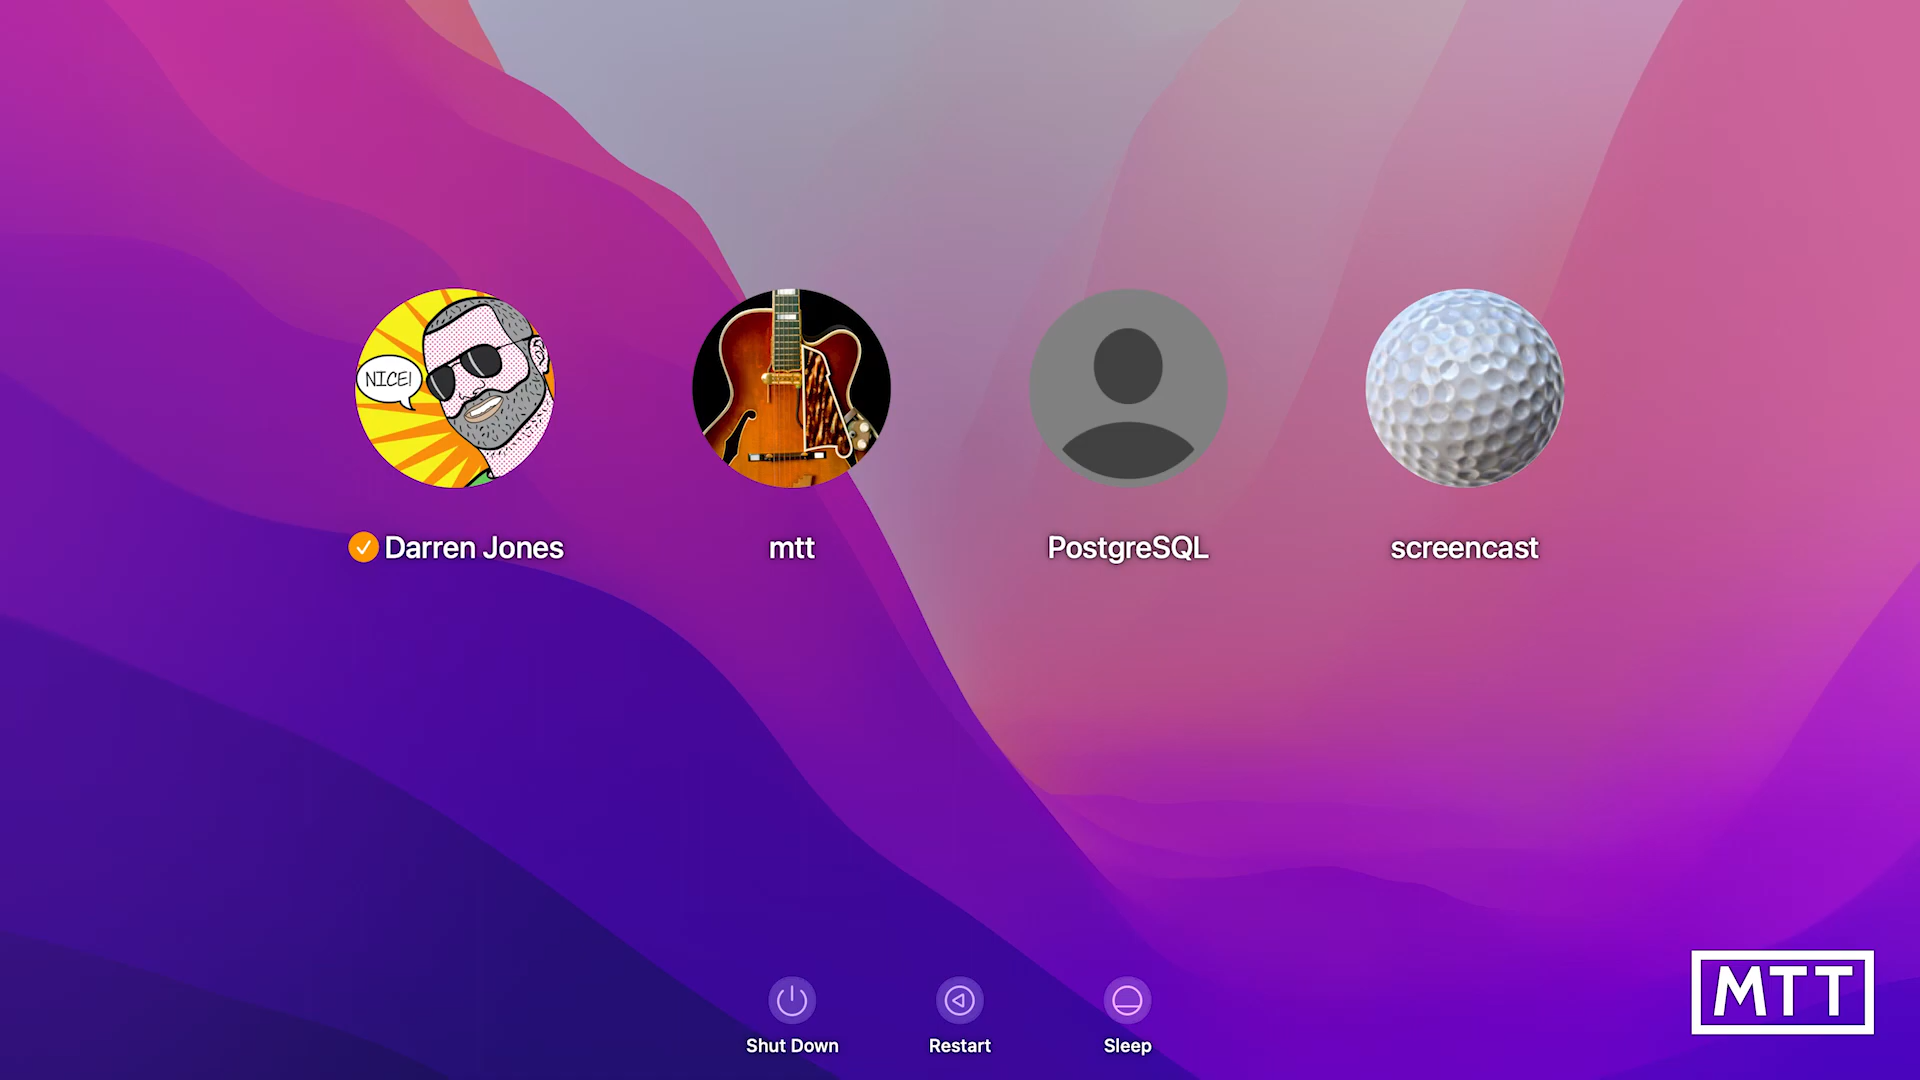 NICE!
Darren Jones
mtt
PostgreSQL
screencast
Shut Down
Restart
Sleep
MTT